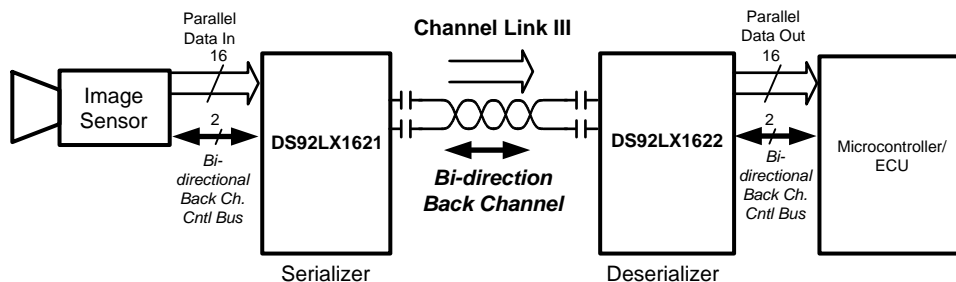 Parallel
Data In
16
Image
Sensor
2
Bi-
directional
Back Ch.
Cntl Bus
DS92LX1621
Serializer
Channel Link III
Bi-direction
Back Channel
DS92LX1622
Deserializer
Parallel
Data Out
16
2
Bi-
directional
Back Ch.
Cntl Bus
Microcontroller/
ECU